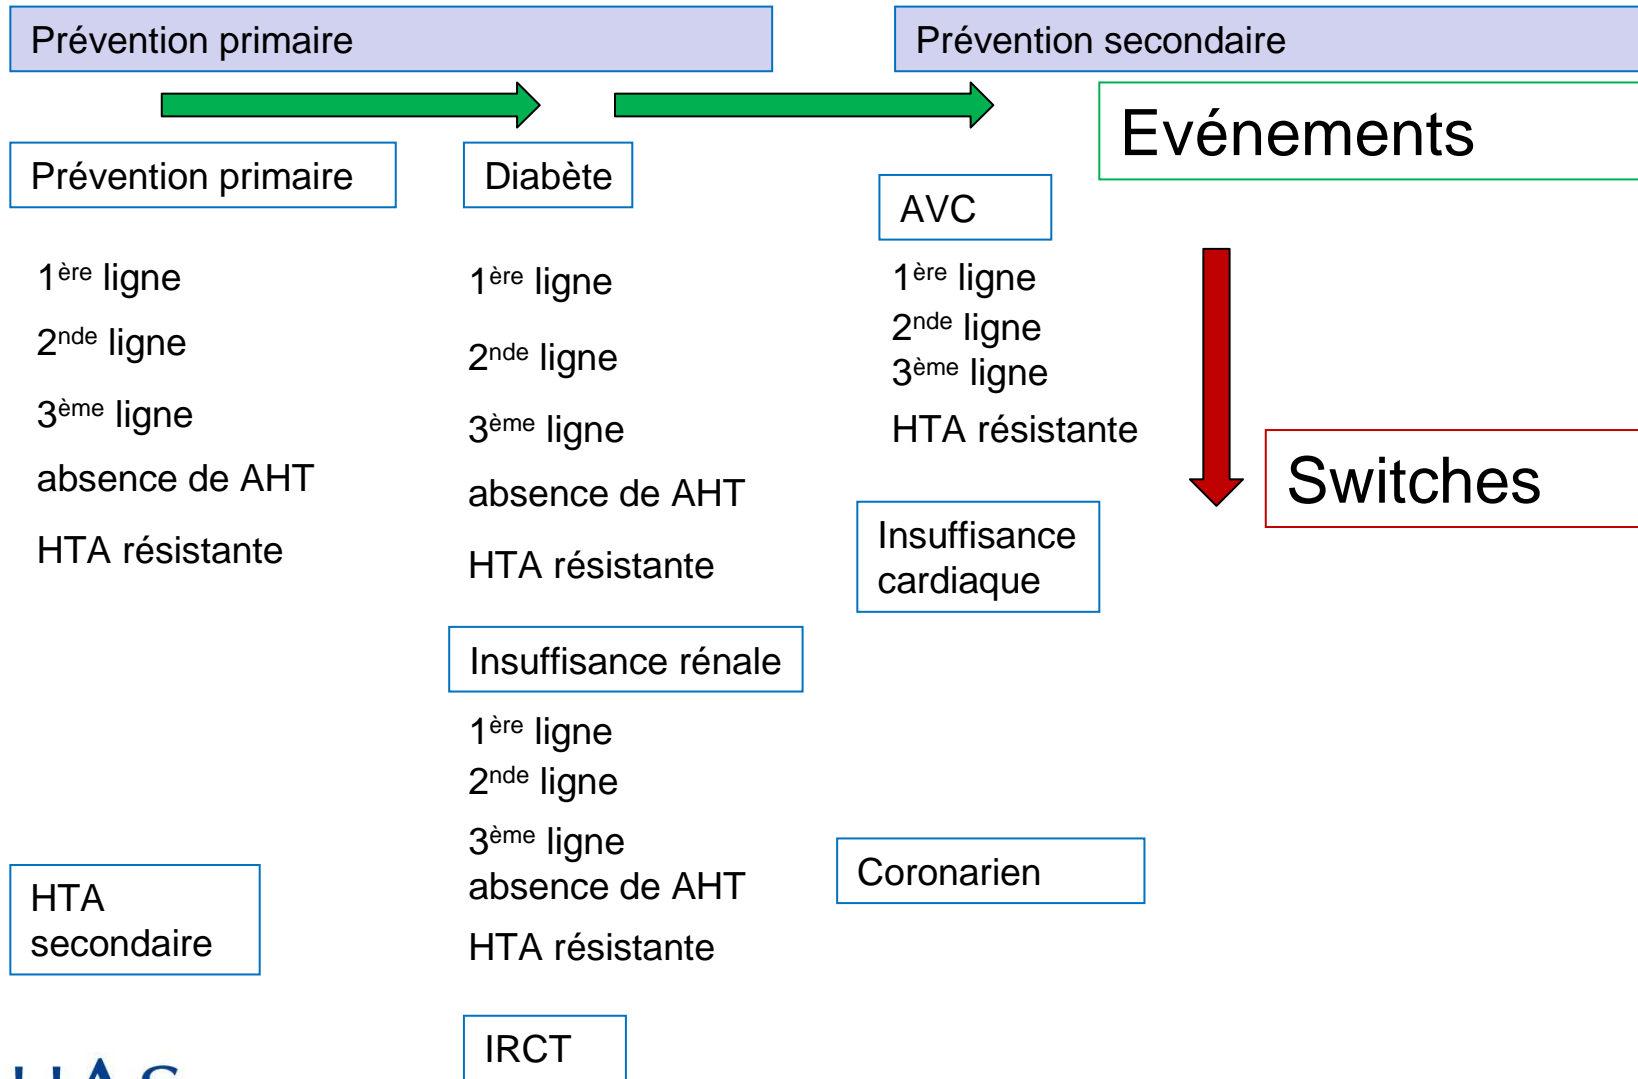 Prévention primaire
Prévention secondaire
Evénements
Prévention primaire
1ère ligne
2nde ligne
3ème ligne
absence de AHT
HTA résistante
HTA
secondaire
Diabète
1ère ligne
2nde ligne
3ème ligne
absence de AHT
HTA résistante
Insuffisance rénale
1ère ligne
2nde ligne
3ème ligne
absence de AHT
HTA résistante
IRCT
AVC
1ère ligne
2nde ligne
3ème ligne
HTA résistante
Insuffisance
cardiaque
Coronarien
Switches
HAS